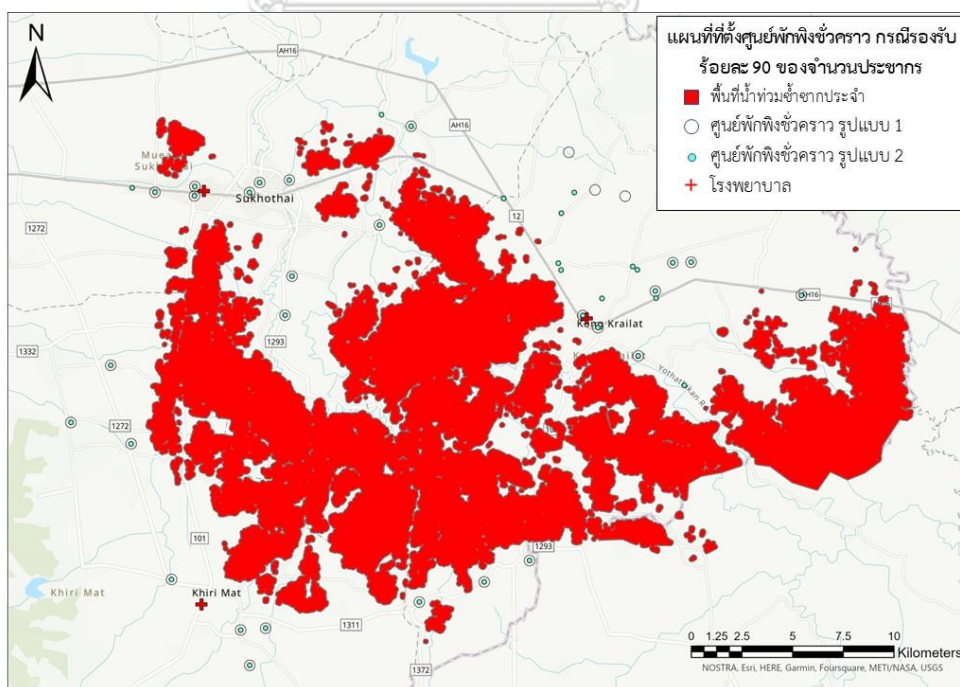 N
แผนที่ที่ตั้งศูนย์พักพิงชั่วคราว กรณีรองรับ
ร้อยละ 90 ของจำนวนประชากร
พื้นที่น้ำท่วมซ้ำซากประจำ
ศูนย์พักพิงชั่วคราว รูปแบบ 1
ศูนย์พักพิงชั่วคราว รูปแบบ 2
โรงพยาบาล
AH16
AH16
Sukhothai
1272
12
AH16
Kong Krailat
1293
1332
1272
101
1293
Khiri Mat
Khiri Mat
1311
1372
0 1.25 2.5 5 7.5 10
Kilometers
NOSTRA, Esri, HERE, Garmin, Foursquare, METI/NASA, USGS